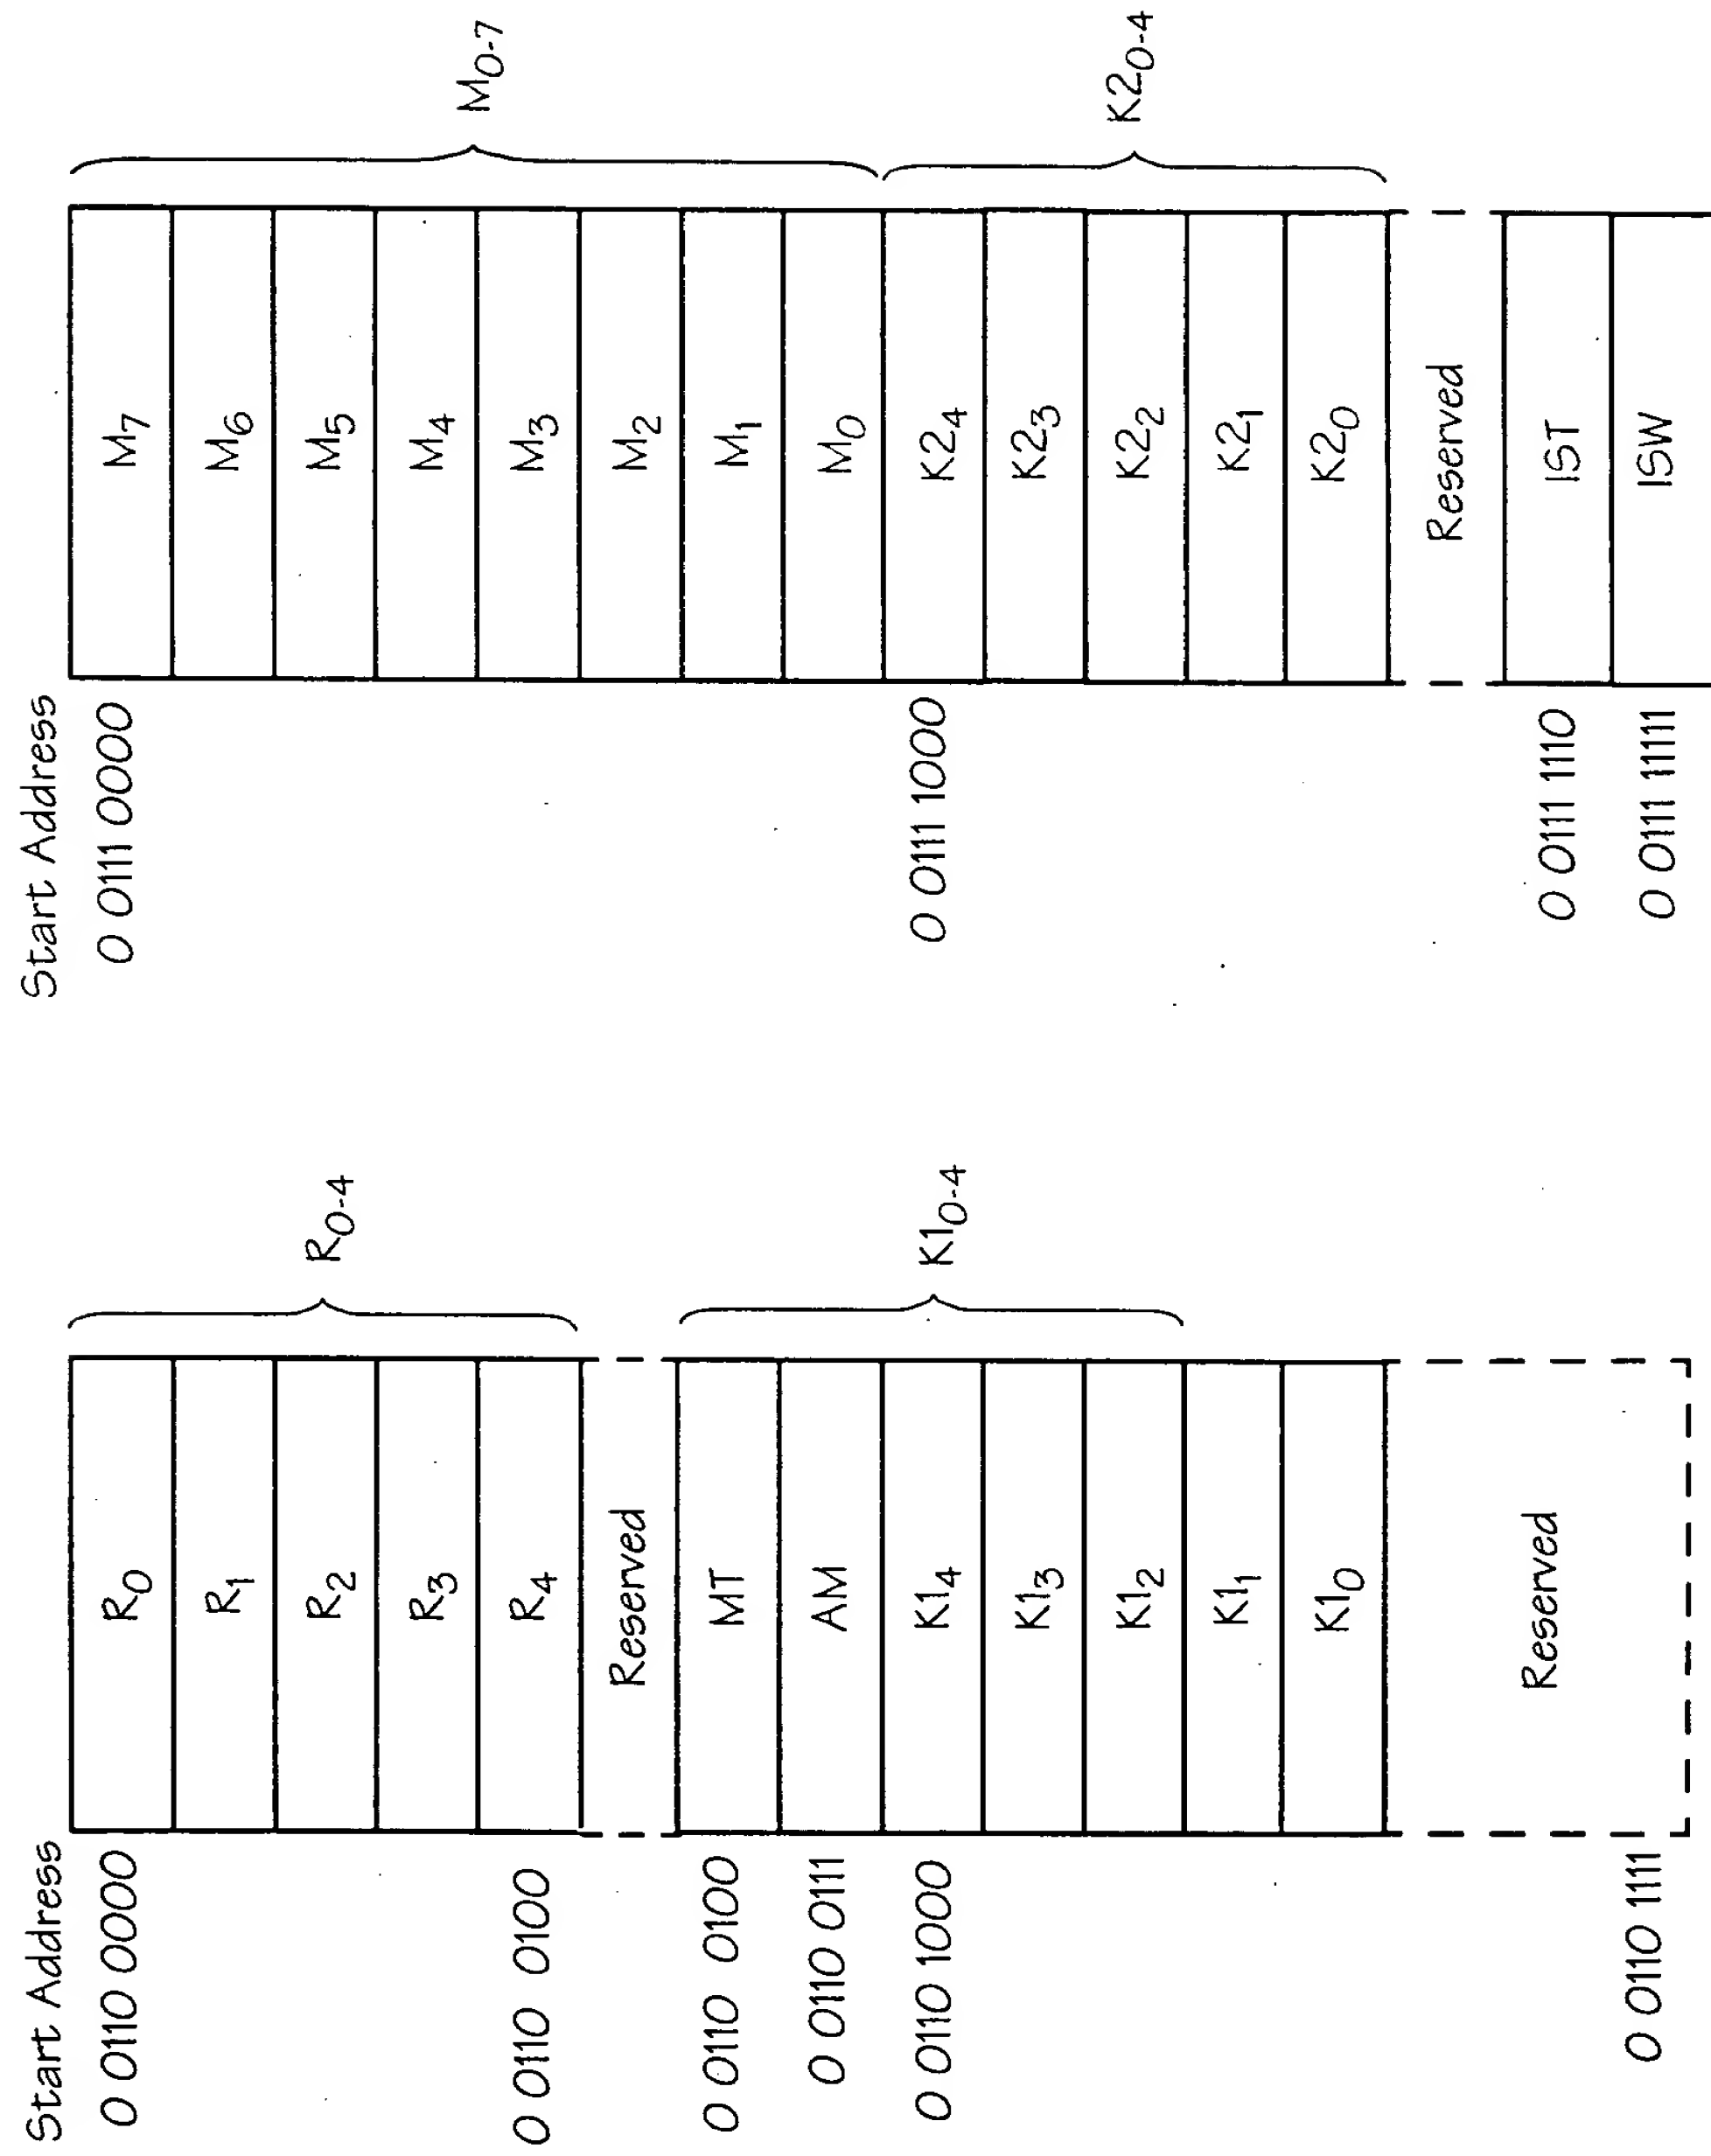 Start Address
0 0110 0000 R0
R1
R2
R3
0 0110 0100 R4
R0-4
Reserved
0 0110 0100 MT
0 0110 0111 AM
0 0110 1000 K14
K13
K12
K11
K10
K10-4
Reserved
0 0110 1111
Start Address
0 0111 0000 M7
M6
M5
M4
M3
M2
M1
M0
M0-7
0 0111 1000 K24
K23
K22
K21
K20
K20-4
Reserved
0 0111 1110 IST
0 0111 11111 ISW